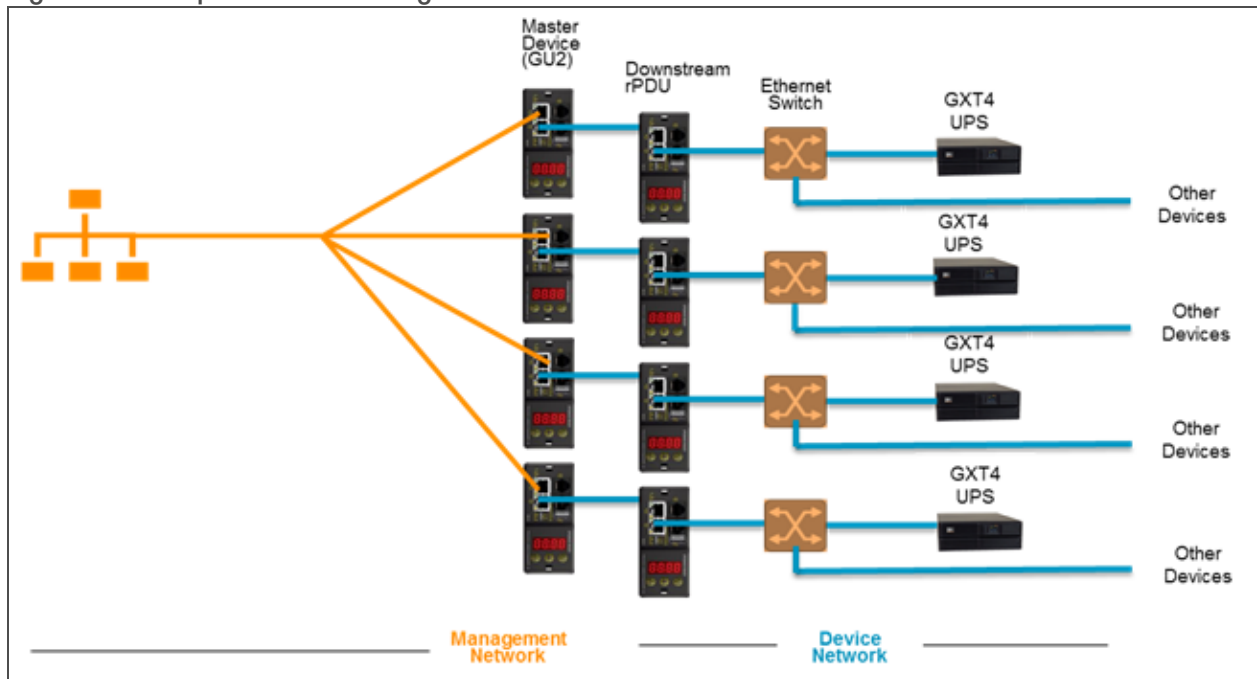 Master
Device
(GU2)
Downstream
rPDU
Ethernet
Switch
GXT4
UPS
Other
Devices
GXT4
UPS
Other
Devices
GXT4
UPS
Other
Devices
GXT4
UPS
Other
Devices
Management
Network
Device
Network